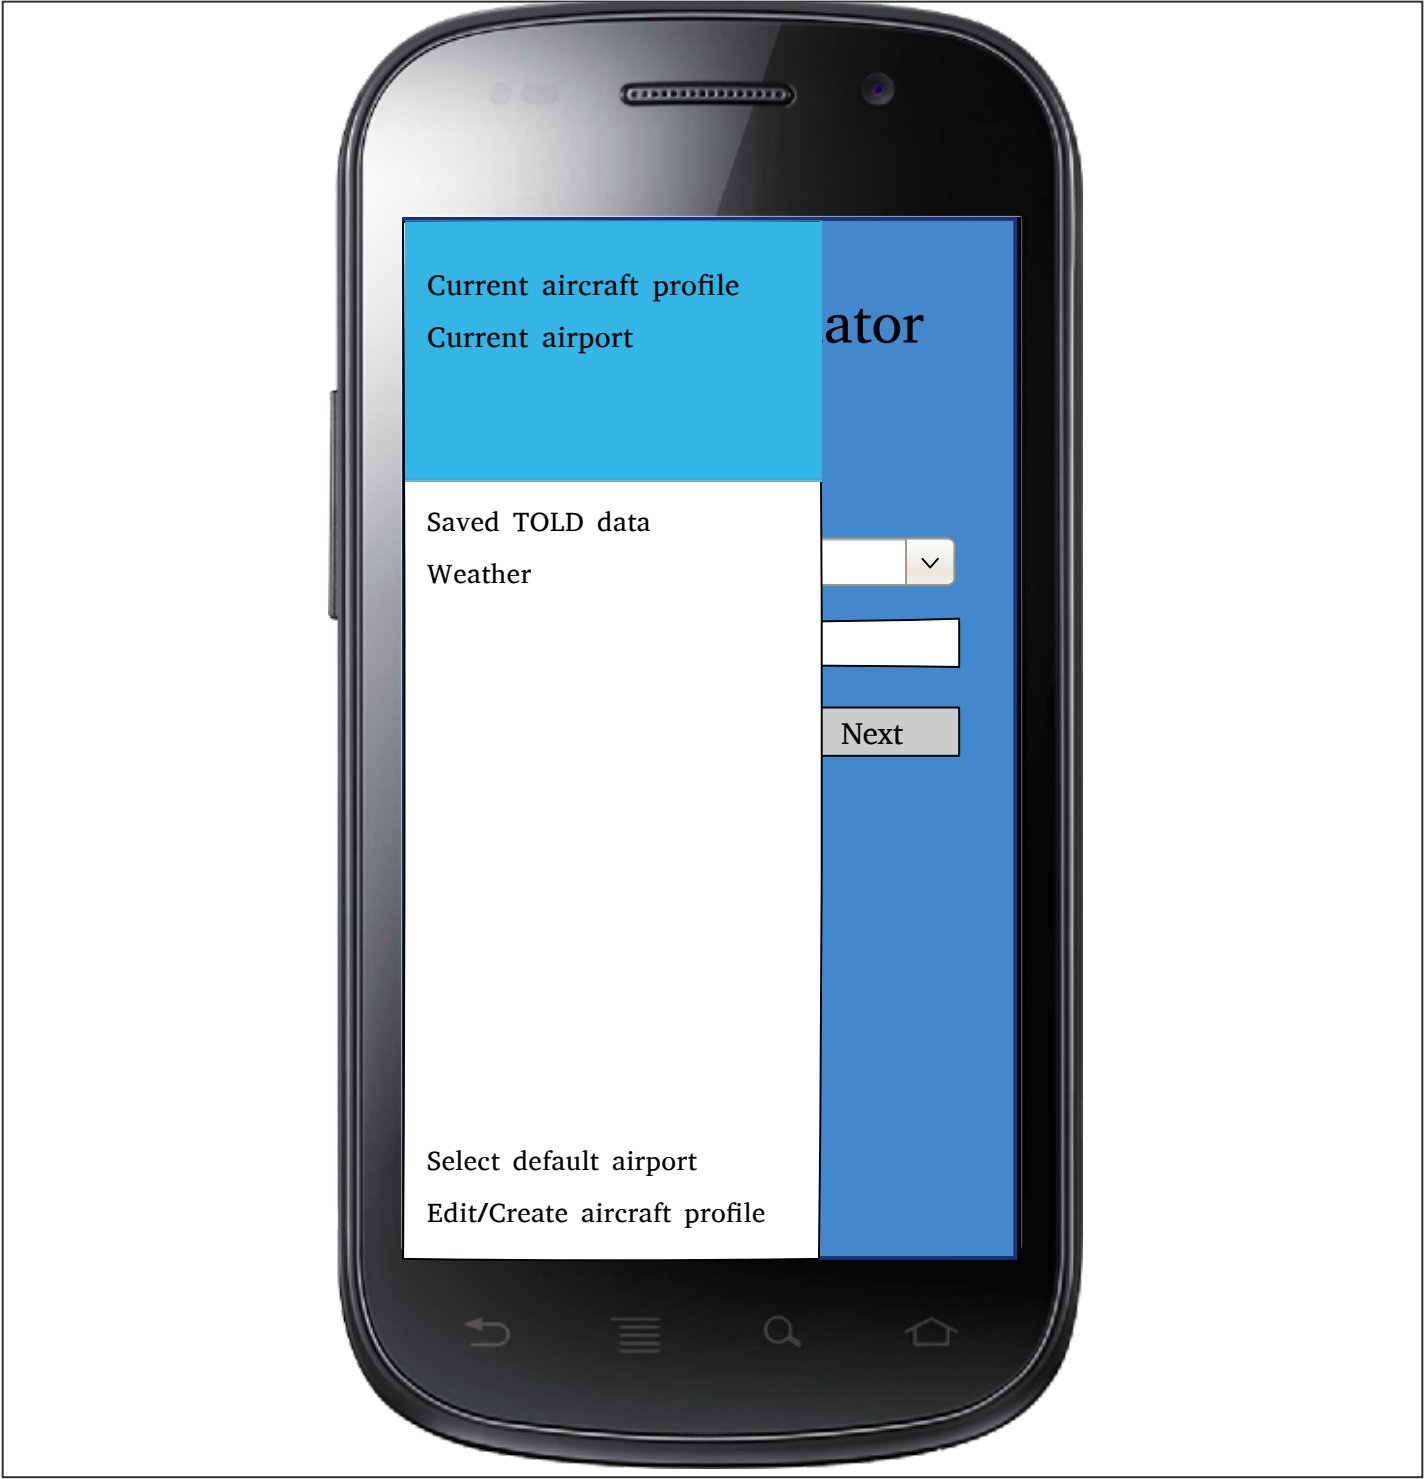 Current aircraft profile
Current airport
ator
Saved TOLD data
Weather
Next
Select default airport
Edit/Create aircraft profile